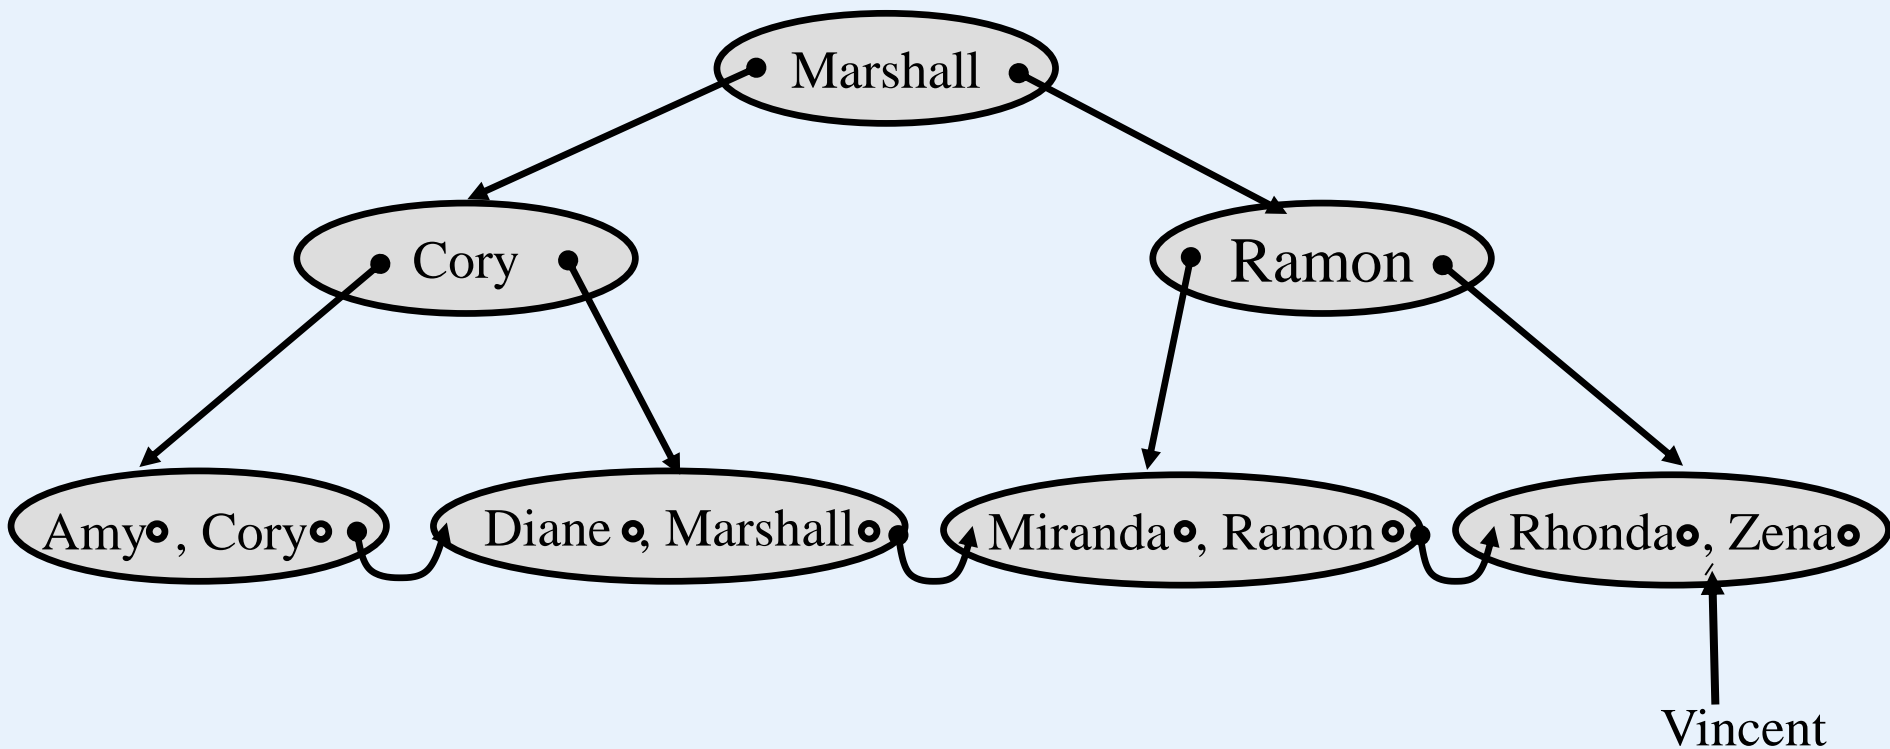 Marshall
Cory Ramon
Amy , Cory Diane , Marshall Miranda , Ramon Rhonda , Zena
Vincent